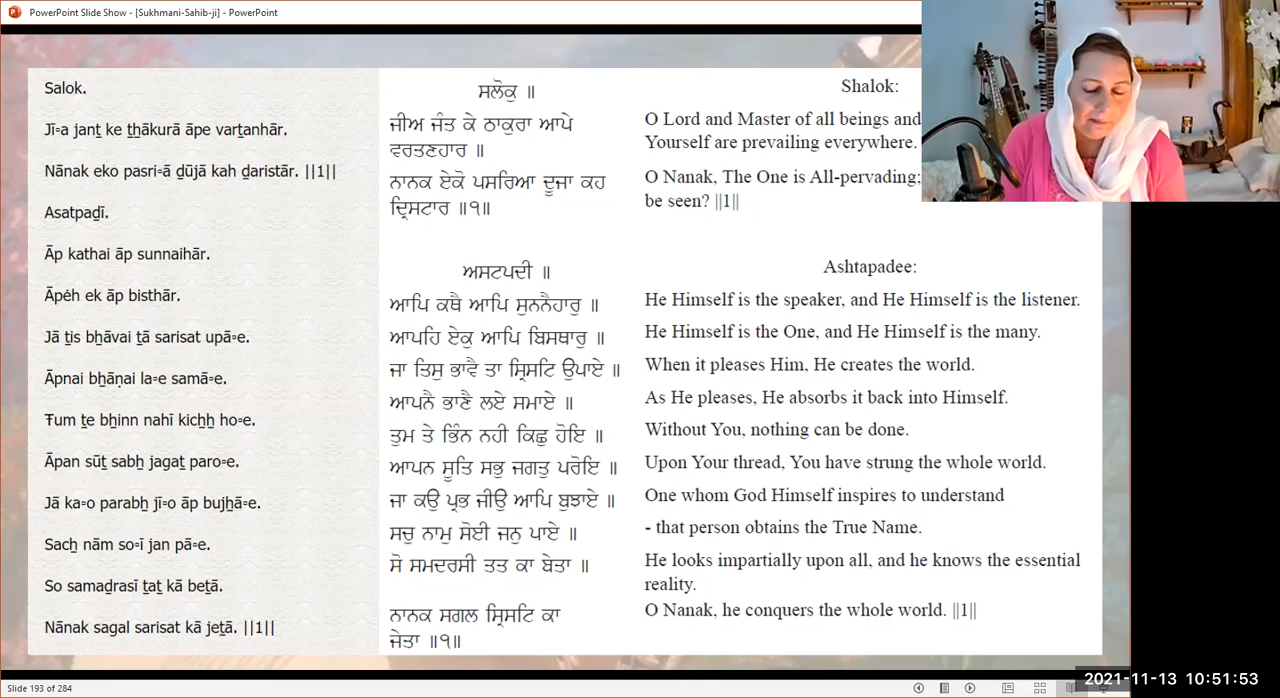 PowerPoint Slide Show - [Sukhmani-Sahib-ji] - PowerPoint
Salok.
Jī▫a janṯ ke ṯẖākurā āpe varṯanhār.
Nānak eko pasri▫ā ḏūjā kah ḏaristār. ||1||
Asatpaḏī.
Āp kathai āp sunnaihār.
Āpėh ek āp bisthār.
Jā ṯis bẖāvai ṯā sarisat upā▫e.
Āpnai bẖāṇai la▫e samā▫e.
Ŧum ṯe bẖinn nahī kicẖẖ ho▫e.
Āpan sūṯ sabẖ jagaṯ paro▫e.
Jā ka▫o parabẖ jī▫o āp bujẖā▫e.
Sacẖ nām so▫ī jan pā▫e.
So samaḏrasī ṯaṯ kā beṯā.
Nānak sagal sarisat kā jeṯā. ||1||
ਸਲੋਕੁ ॥
ਜੀਅ ਜੰਤ ਕੇ ਠਾਕੁਰਾ ਆਪੇ
ਵਰਤਣਹਾਰ ॥
ਨਾਨਕ ਏਕੋ ਪਸਰਿਆ ਦੂਜਾ ਕਹ
ਦ੍ਰਿਸਟਾਰ ॥੧॥
ਅਸਟਪਦੀ ॥
ਆਪਿ ਕਥੈ ਆਪਿ ਸੁਨਨੈਹਾਰੁ ॥
ਆਪਹਿ ਏਕੁ ਆਪਿ ਬਿਸਥਾਰੁ ॥
ਜਾ ਤਿਸੁ ਭਾਵੈ ਤਾ ਸ੍ਰਿਸਟਿ ਉਪਾਏ ॥
ਆਪਨੈ ਭਾਣੈ ਲਏ ਸਮਾਏ ॥
ਤੁਮ ਤੇ ਭਿੰਨ ਨਹੀ ਕਿਛੁ ਹੋਇ ॥
ਆਪਨ ਸੂਤਿ ਸਭੁ ਜਗਤੁ ਪਰੋਇ ॥
ਜਾ ਕਉ ਪ੍ਰਭ ਜੀਉ ਆਪਿ ਬੁਝਾਏ ॥
ਸਚੁ ਨਾਮੁ ਸੋਈ ਜਨੁ ਪਾਏ ॥
ਸੋ ਸਮਦਰਸੀ ਤਤ ਕਾ ਬੇਤਾ ॥
ਨਾਨਕ ਸਗਲ ਸ੍ਰਿਸਟਿ ਕਾ
ਜੇਤਾ ॥੧॥
Shalok:
O Lord and Master of all beings and
Yourself are prevailing everywhere.
O Nanak, The One is All-pervading;
be seen? ||1||
Ashtapadee:
He Himself is the speaker, and He Himself is the listener.
He Himself is the One, and He Himself is the many.
When it pleases Him, He creates the world.
As He pleases, He absorbs it back into Himself.
Without You, nothing can be done.
Upon Your thread, You have strung the whole world.
One whom God Himself inspires to understand
- that person obtains the True Name.
He looks impartially upon all, and he knows the essential
reality.
O Nanak, he conquers the whole world. ||1||
Slide 193 of 284
2021-11-13 10:51:53